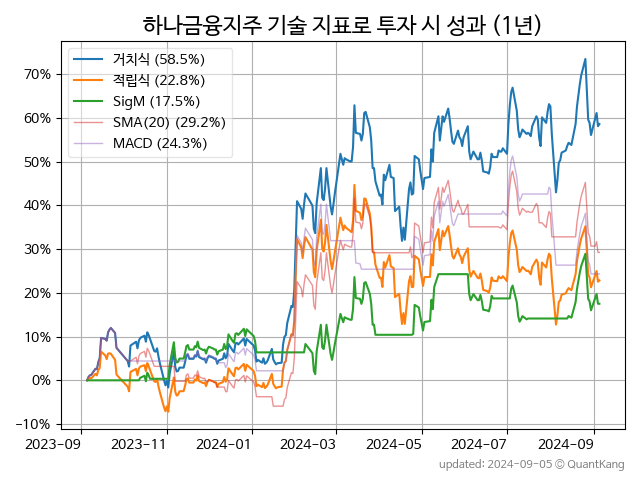 하나금융지주 기술 지표로 투자 시 성과 (1년)
거치식 (58.5%)
적립식 (22.8%)
SigM (17.5%)
SMA(20) (29.2%)
MACD (24.3%)
70%
60%
50%
40%
30%
20%
10%
0%
−10%
2023-09 2023-11 2024-01 2024-03 2024-05 2024-07 2024-09
updated: 2024-09-05 © QuantKang